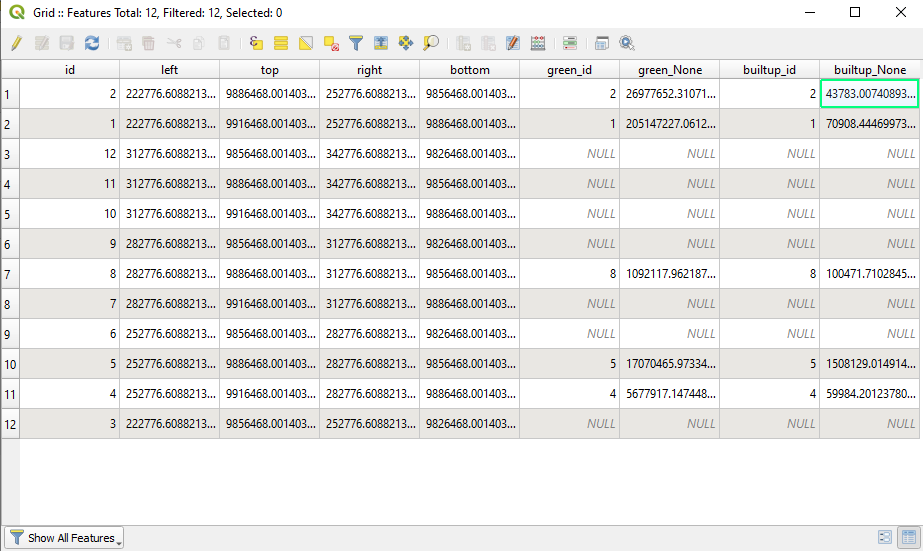 Grid :: Features Total: 12, Filtered: 12, Selected: 0
id left top right bottom green_id green_None builtup_id builtup_None
1 2 222776.6088213... 9886468.001403... 252776.6088213... 9856468.001403... 2 26977652.31071... 2 43783.00740893...
2 1 222776.6088213... 9916468.001403... 252776.6088213... 9886468.001403... 1 205147227.0612... 1 70908.44469973...
3 12 312776.6088213... 9856468.001403... 342776.6088213... 9826468.001403... NULL NULL NULL NULL
4 11 312776.6088213... 9886468.001403... 342776.6088213... 9856468.001403... NULL NULL NULL NULL
5 10 312776.6088213... 9916468.001403... 342776.6088213... 9886468.001403... NULL NULL NULL NULL
6 9 282776.6088213... 9856468.001403... 312776.6088213... 9826468.001403... NULL NULL NULL NULL
7 8 282776.6088213... 9886468.001403... 312776.6088213... 9856468.001403... 8 1092117.962187... 8 100471.7102845...
8 7 282776.6088213... 9916468.001403... 312776.6088213... 9886468.001403... NULL NULL NULL NULL
9 6 252776.6088213... 9856468.001403... 282776.6088213... 9826468.001403... NULL NULL NULL NULL
10 5 252776.6088213... 9886468.001403... 282776.6088213... 9856468.001403... 5 17070465.97334... 5 1508129.014914...
11 4 252776.6088213... 9916468.001403... 282776.6088213... 9886468.001403... 4 5677917.147448... 4 59984.20123780...
12 3 222776.6088213... 9856468.001403... 252776.6088213... 9826468.001403... NULL NULL NULL NULL
Show All Features